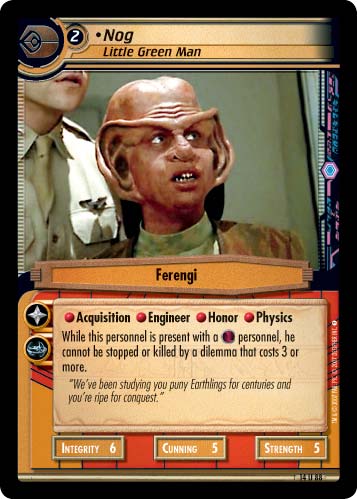 2 •Nog
Little Green Man
Ferengi
Acquisition Engineer Honor Physics
While this personnel is present with a personnel, he
cannot be stopped or killed by a dilemma that costs 3 or
more.
"We've been studying you puny Earthlings for centuries and
you're ripe for conquest."
INTEGRITY 6 CUNNING 5 STRENGTH 5
14 U 88